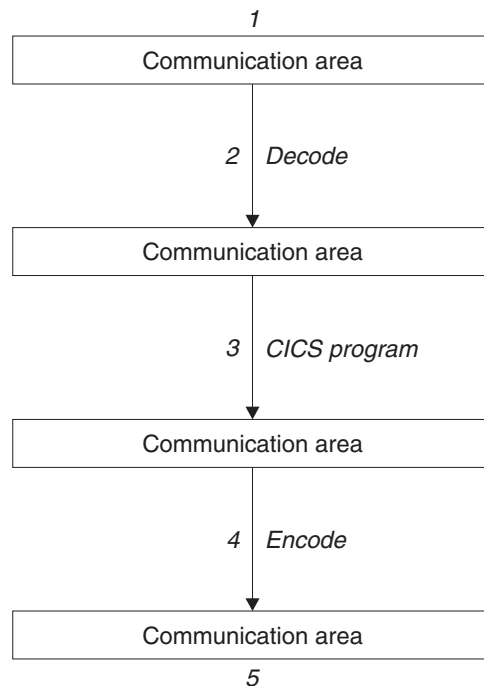 1
Communication area
2 Decode
Communication area
3 CICS program
Communication area
4 Encode
Communication area
5